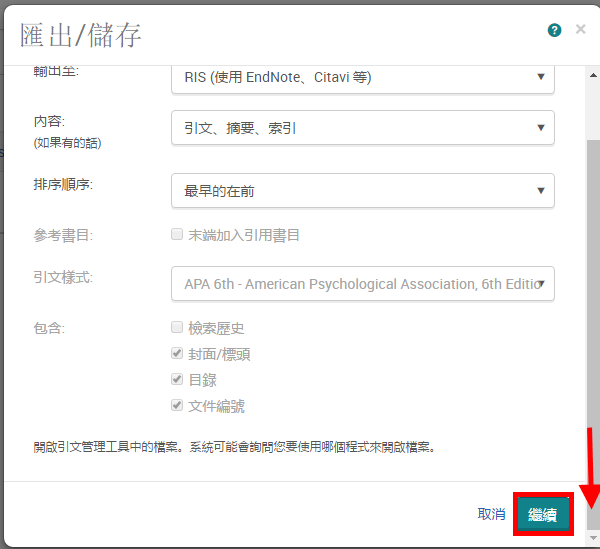 匯出/儲存
?
×
輸出至:
RIS (使用 EndNote、Citavi 等)
內容:
(如果有的話)
引文、摘要、索引
排序順序:
最早的在前
參考書目:
末端加入引用書目
引文樣式:
APA 6th - American Psychological Association, 6th Editio
包含:
檢索歷史
封面/標頭
目錄
文件編號
開啟引文管理工具中的檔案。系統可能會詢問您要使用哪個程式來開啟檔案。
取消
繼續